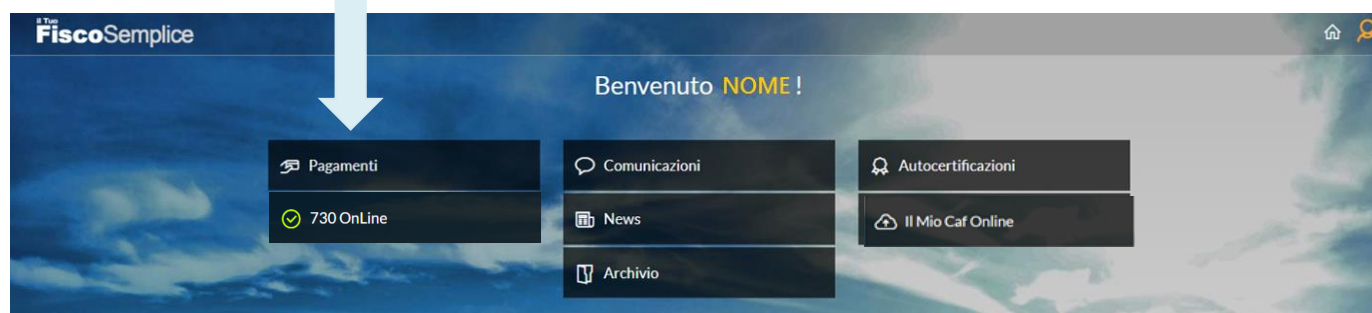 il Tuo
FiscoSemplice
Benvenuto NOME!
Pagamenti
Comunicazioni
Autocertificazioni
730 OnLine
News
Il Mio Caf Online
Archivio